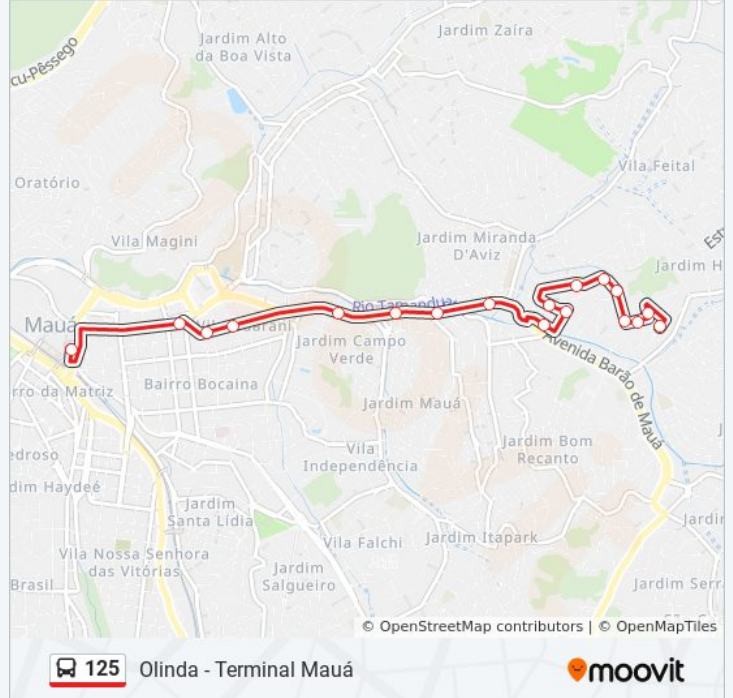 Jardim Alto
da Boa Vista
Jardim Zaíra
cu-Pêssego
Vila Feital
Oratório
Vila Magini
Jardim Miranda
D'Aviz
Est
Jardim H
Rio Tamanduat
Mauá
Vila Guarani
Jardim Campo
Verde
Avenida Barão de Mauá
Bairro Bocaina
rro da Matriz
Jardim Mauá
edroso
Vila
Independência
Jardim Bom
Recanto
J
dim Haydeé
Jardim
Santa Lídia
Jardir
Vila Falchi
Jardim Itapark
Vila Nossa Senhora
das Vitórias
Jardim
Salgueiro
Brasil
Jardim Serr
© OpenStreetMap contributors | © OpenMapTiles
125
Olinda - Terminal Mauá
moovit